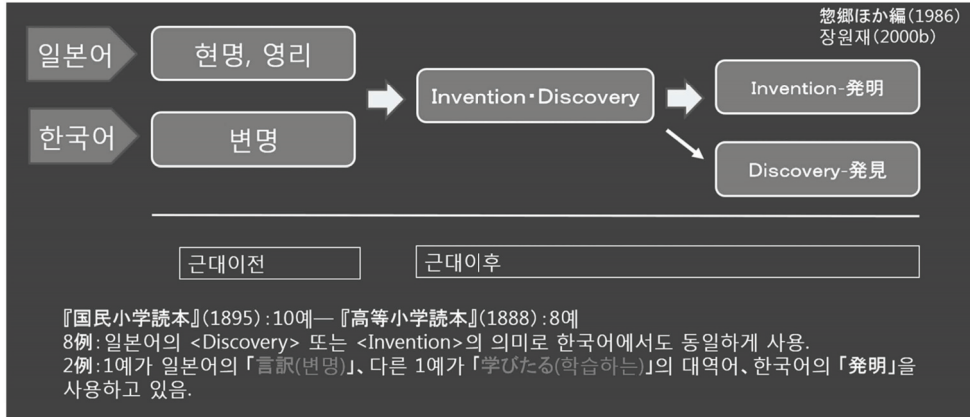 惣郷ほか編(1986)
장원재(2000b)
일본어
현명, 영리
한국어
변명
Invention・Discovery
Invention-発明
Discovery-発見
근대이전
근대이후
『国民小学読本』(1895):10예― 『高等小学読本』(1888):8예
8例:일본어의 <Discovery> 또는 <Invention>의 의미로 한국어에서도 동일하게 사용.
2例:1예가 일본어의 「言訳(변명)」、다른 1예가 「学びたる(학습하는)」의 대역어、한국어의 「発明」을
사용하고 있음.